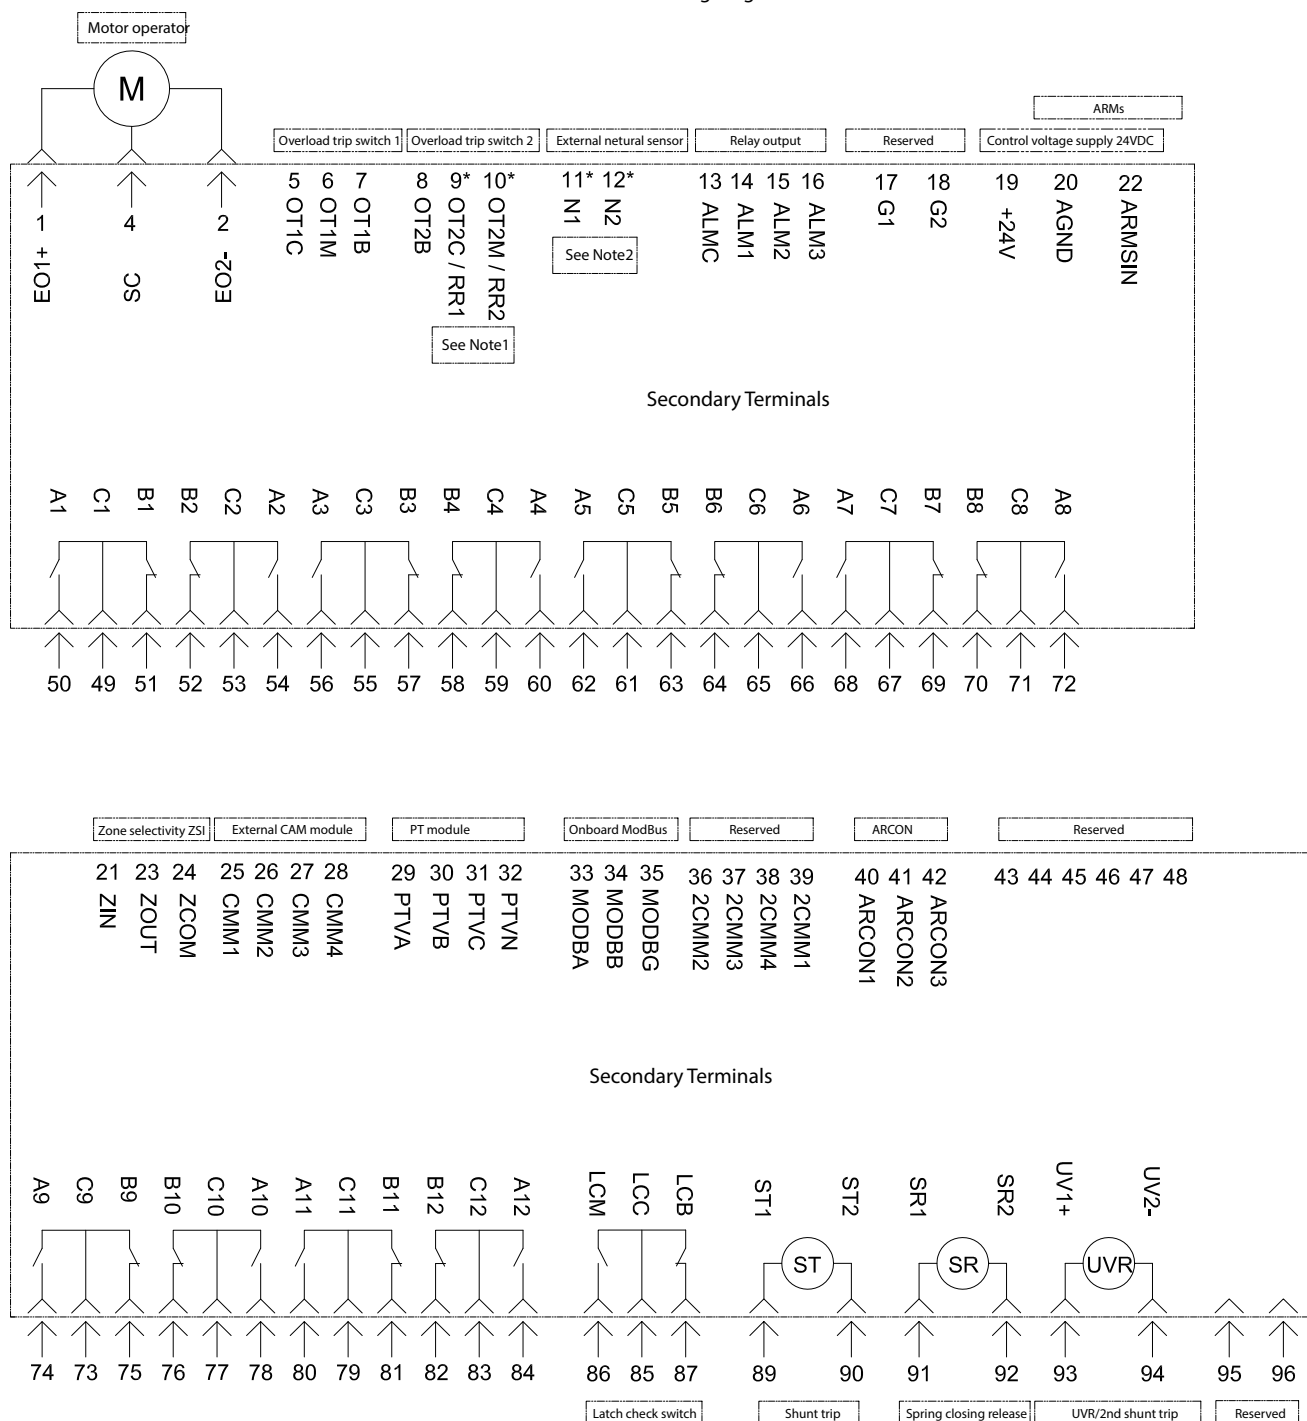 Motor operator
M
ARMs
Overload trip switch 1 Overload trip switch 2 External netural sensor Relay output Reserved Control voltage supply 24VDC
1 4 2 5 6 7 8 9* 10* 11* 12* 13 14 15 16 17 18 19 20 22
EO1+ SC EO2- OT1C OT1M OT1B OT2B OT2C / RR1 OT2M / RR2 N1 N2 ALMC ALM1 ALM2 ALM3 G1 G2 +24V AGND ARMSIN
See Note2
See Note1
Secondary Terminals
A1 C1 B1 B2 C2 A2 A3 C3 B3 B4 C4 A4 A5 C5 B5 B6 C6 A6 A7 C7 B7 B8 C8 A8
50 49 51 52 53 54 56 55 57 58 59 60 62 61 63 64 65 66 68 67 69 70 71 72
Zone selectivity ZSI External CAM module PT module Onboard ModBus Reserved ARCON Reserved
21 23 24 25 26 27 28 29 30 31 32 33 34 35 36 37 38 39 40 41 42 43 44 45 46 47 48
ZIN ZOUT ZCOM CMM1 CMM2 CMM3 CMM4 PTVA PTVB PTVC PTVN MODBA MODBB MODBG 2CMM2 2CMM3 2CMM4 2CMM1 ARCON1 ARCON2 ARCON3
Secondary Terminals
A9 C9 B9 B10 C10 A10 A11 C11 B11 B12 C12 A12 LCM LCC LCB ST1 ST2 SR1 SR2 UV1+ UV2-
ST SR UVR
74 73 75 76 77 78 80 79 81 82 83 84 86 85 87 89 90 91 92 93 94 95 96
Latch check switch Shunt trip Spring closing release UVR/2nd shunt trip Reserved